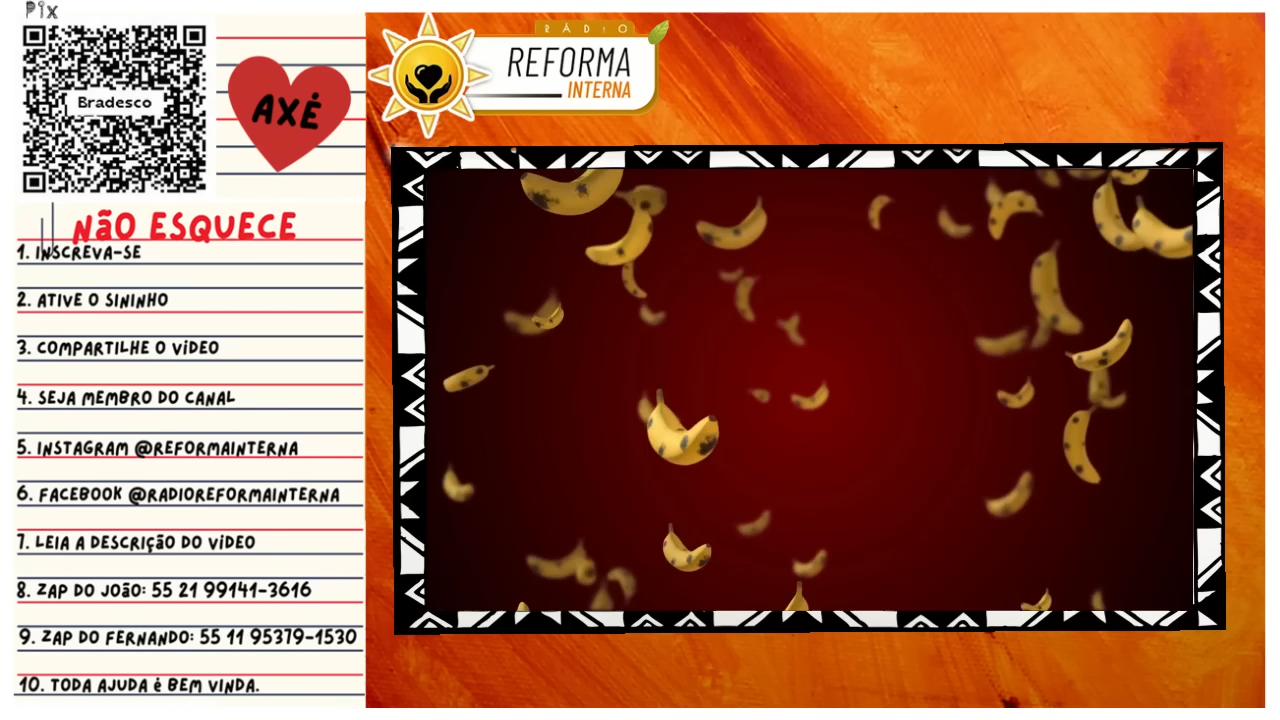 Pix
Bradesco
AXÉ
NãO ESQUECE
1. INSCREVA-SE
2. ATIVE O SININHO
3. COMPARTILHE O VíDEO
4. SEJA MEMBRO DO CANAL
5. INSTAGRAM @REFORMAINTERNA
6. FACEBOOK @RADIOREFORMAINTERNA
7. LEIA A DESCRIÇãO DO VíDEO
8. ZAP DO JOãO: 55 21 99141-3616
9. ZAP DO FERNANDO: 55 11 95379-1530
10. TODA AJUDA é BEM VINDA.
RÁDIO
REFORMA
INTERNA